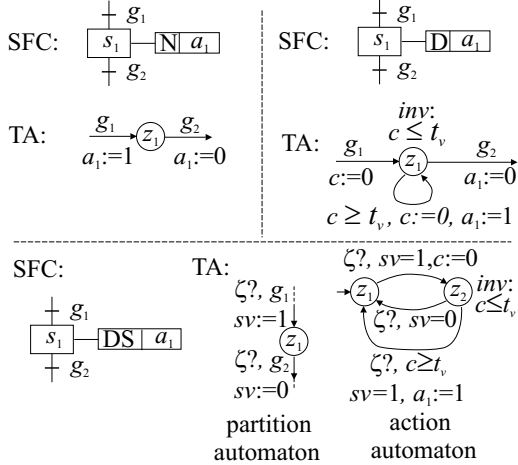 SFC:
g₁
s₁
N
a₁
g₂
TA:
g₁
a₁:=1
z₁
g₂
a₁:=0
SFC:
g₁
s₁
D
a₁
g₂
TA:
inv:
c ≤ tᵥ
g₁
c:=0
z₁
g₂
a₁:=0
c ≥ tᵥ, c:=0, a₁:=1
SFC:
g₁
s₁
DS
a₁
g₂
TA:
ζ?, g₁
sv:=1
z₁
ζ?, g₂
sv:=0
partition
automaton
ζ?, sv=1,c:=0
z₁
z₂
inv:
c≤tᵥ
ζ?, sv=0
ζ?, c≥tᵥ
sv=1, a₁:=1
action
automaton